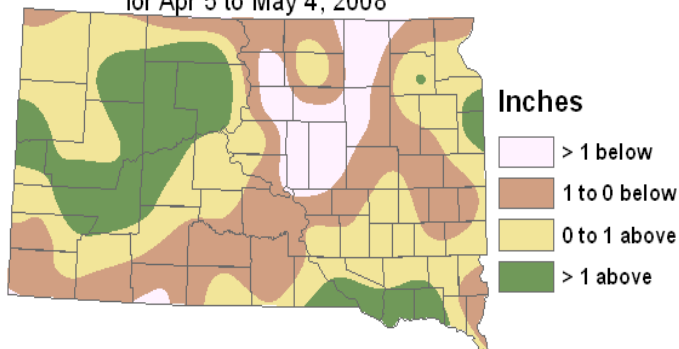 for Apr 5 to May 4, 2008
Inches
> 1 below
1 to 0 below
0 to 1 above
> 1 above